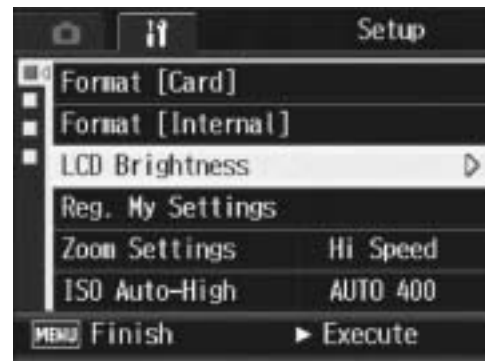 Setup
Format [Card]
Format [Internal]
LCD Brightness
Reg. My Settings
Zoom Settings Hi Speed
ISO Auto-High AUTO 400
MENU Finish ► Execute